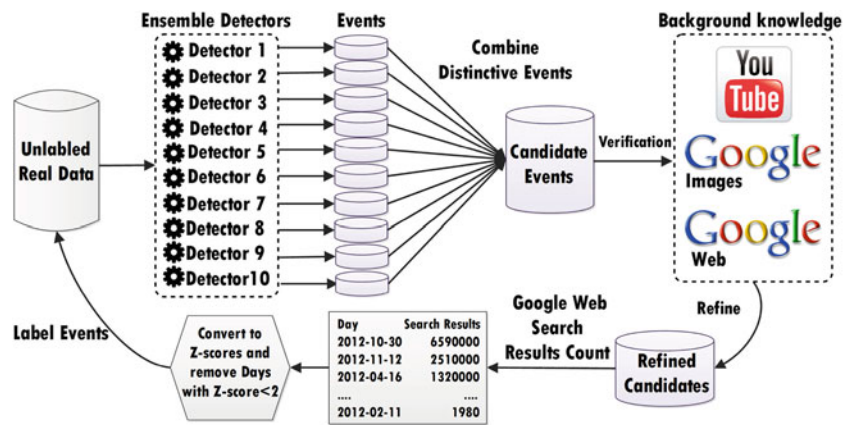 Ensemble Detectors
Events
Background knowledge
Detector 1
Detector 2
Detector 3
Detector 4
Detector 5
Detector 6
Detector 7
Detector 8
Detector 9
Detector10
Combine
Distinctive Events
Unlabled
Real Data
Candidate
Events
Verification
You
Tube
Google
Images
Google
Web
Refine
Label Events
Convert to
Z-scores and
remove Days
with Z-score<2
Day Search Results
2012-10-30 6590000
2012-11-12 2510000
2012-04-16 1320000
.... ....
2012-02-11 1980
Google Web
Search
Results Count
Refined
Candidates